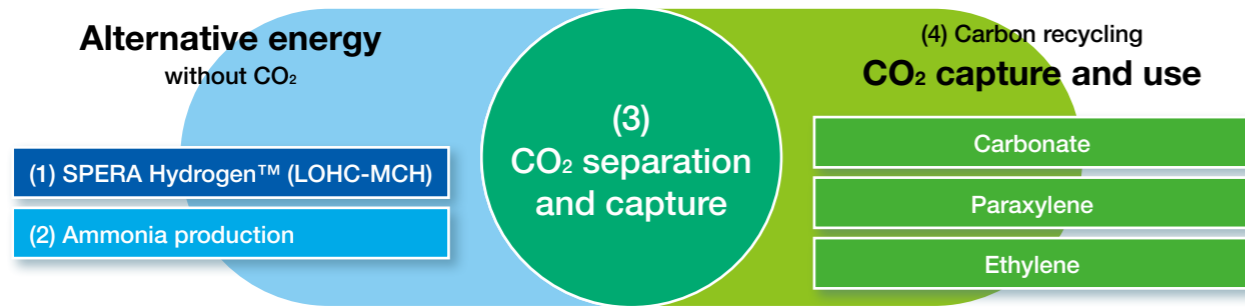 Alternative energy
without CO₂
(1) SPERA Hydrogen™ (LOHC-MCH)
(2) Ammonia production
(3)
CO₂ separation
and capture
(4) Carbon recycling
CO₂ capture and use
Carbonate
Paraxylene
Ethylene